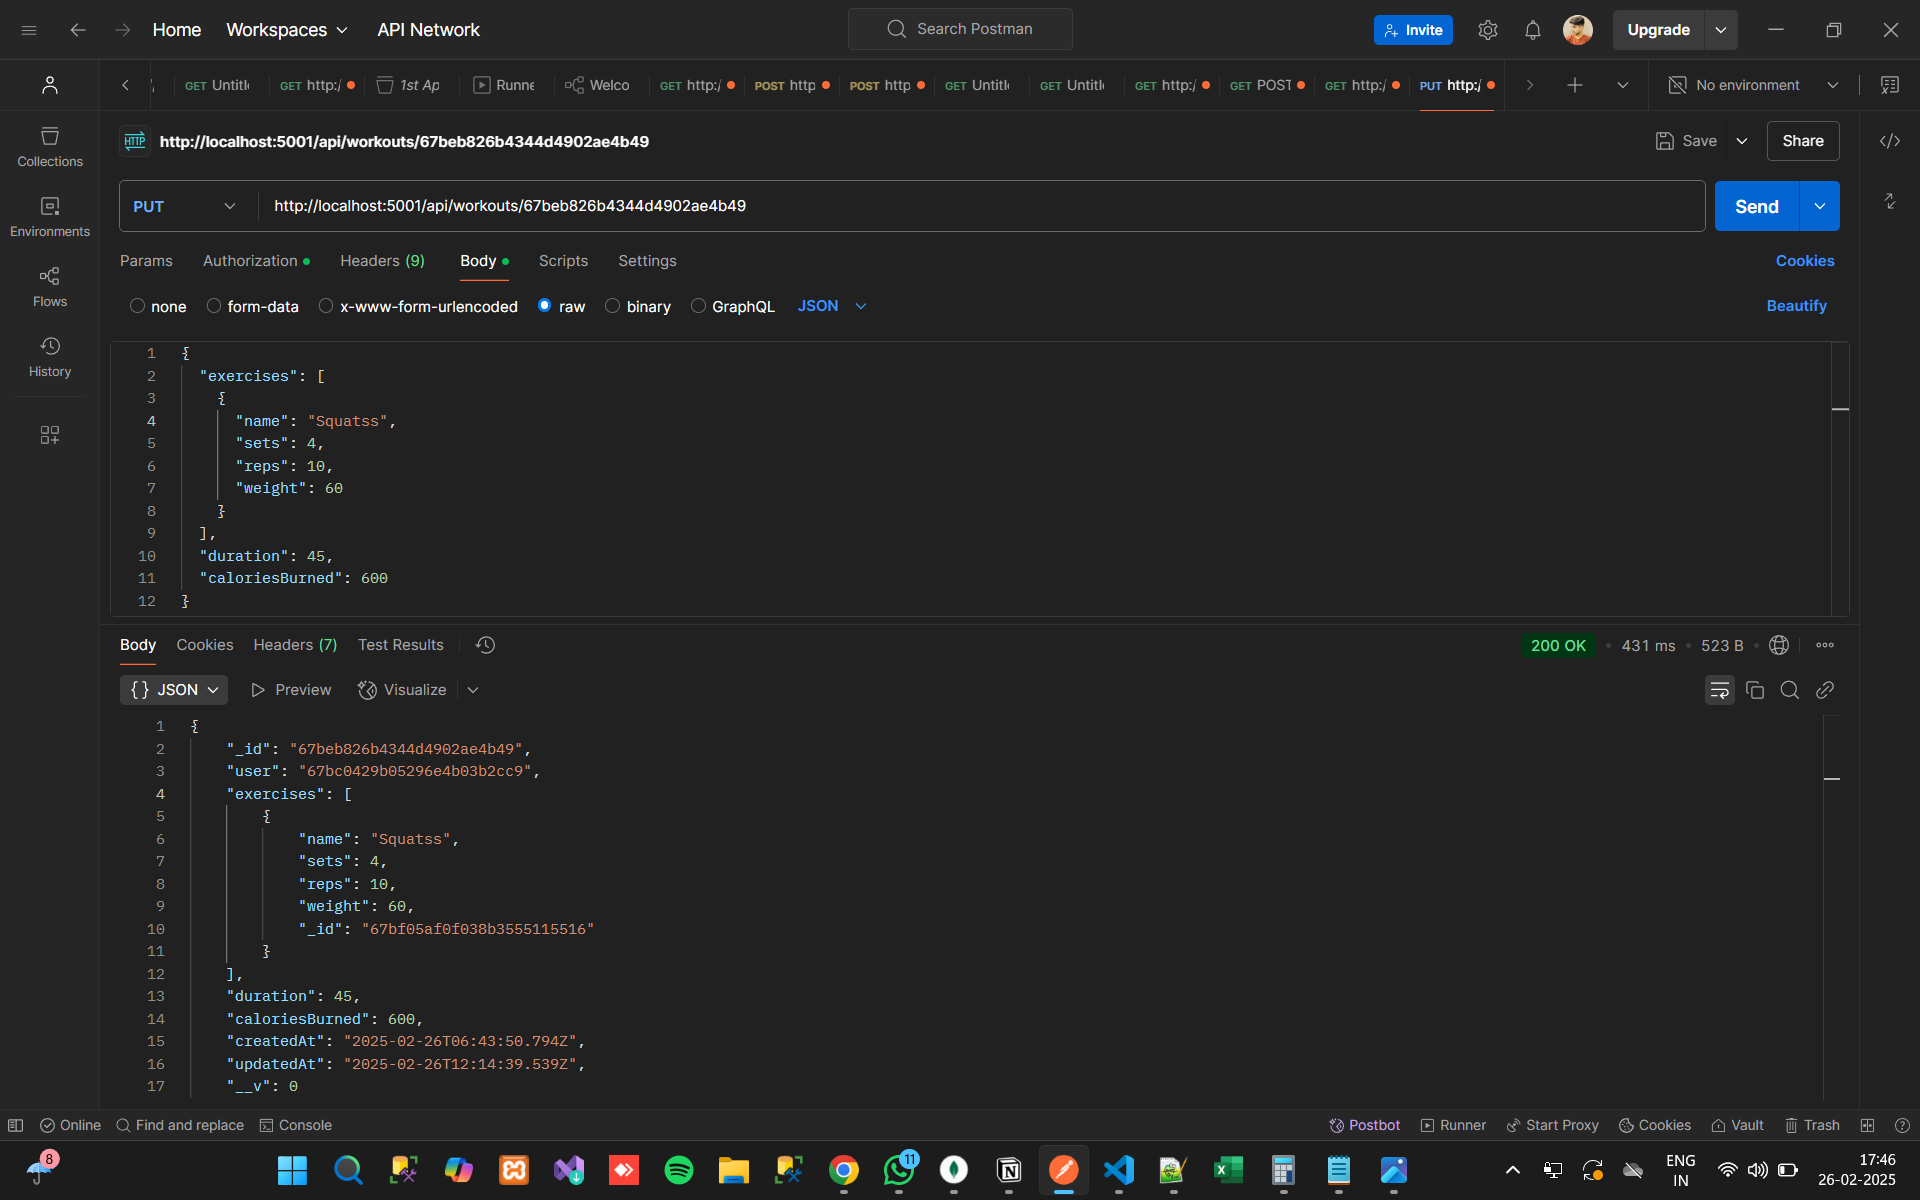 Home Workspaces API Network Search Postman Invite Upgrade
GET Untitl GET http:/ 1st Ap Runne Welco GET http:/ POST http POST http GET Untitl GET Untitl GET http:/ GET POST GET http:/ PUT http:/ No environment
HTTP http://localhost:5001/api/workouts/67beb826b4344d4902ae4b49 Save Share
Collections
Environments
Flows
History
PUT http://localhost:5001/api/workouts/67beb826b4344d4902ae4b49 Send
Params Authorization Headers (9) Body Scripts Settings Cookies
none form-data x-www-form-urlencoded raw binary GraphQL JSON Beautify
1 {
2 "exercises": [
3 {
4 "name": "Squatss",
5 "sets": 4,
6 "reps": 10,
7 "weight": 60
8 }
9 ],
10 "duration": 45,
11 "caloriesBurned": 600
12 }
Body Cookies Headers (7) Test Results 200 OK • 431 ms • 523 B •
{} JSON Preview Visualize
1 {
2 "_id": "67beb826b4344d4902ae4b49",
3 "user": "67bc0429b05296e4b03b2cc9",
4 "exercises": [
5 {
6 "name": "Squatss",
7 "sets": 4,
8 "reps": 10,
9 "weight": 60,
10 "_id": "67bf05af0f038b3555115516"
11 }
12 ],
13 "duration": 45,
14 "caloriesBurned": 600,
15 "createdAt": "2025-02-26T06:43:50.794Z",
16 "updatedAt": "2025-02-26T12:14:39.539Z",
17 "__v": 0
Online Find and replace Console Postbot Runner Start Proxy Cookies Vault Trash
8
11
ENG
IN
17:46
26-02-2025